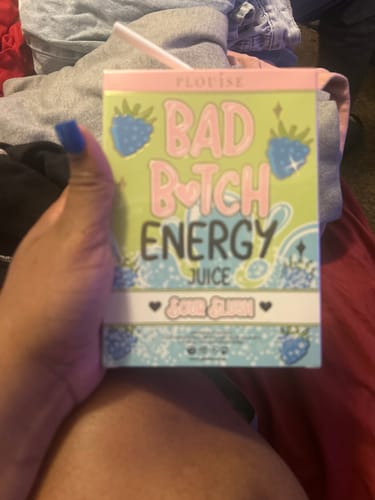 PLOUISE
BAD
B♥TCH
ENERGY
JUICE
♥ SOUR SLUSH ♥